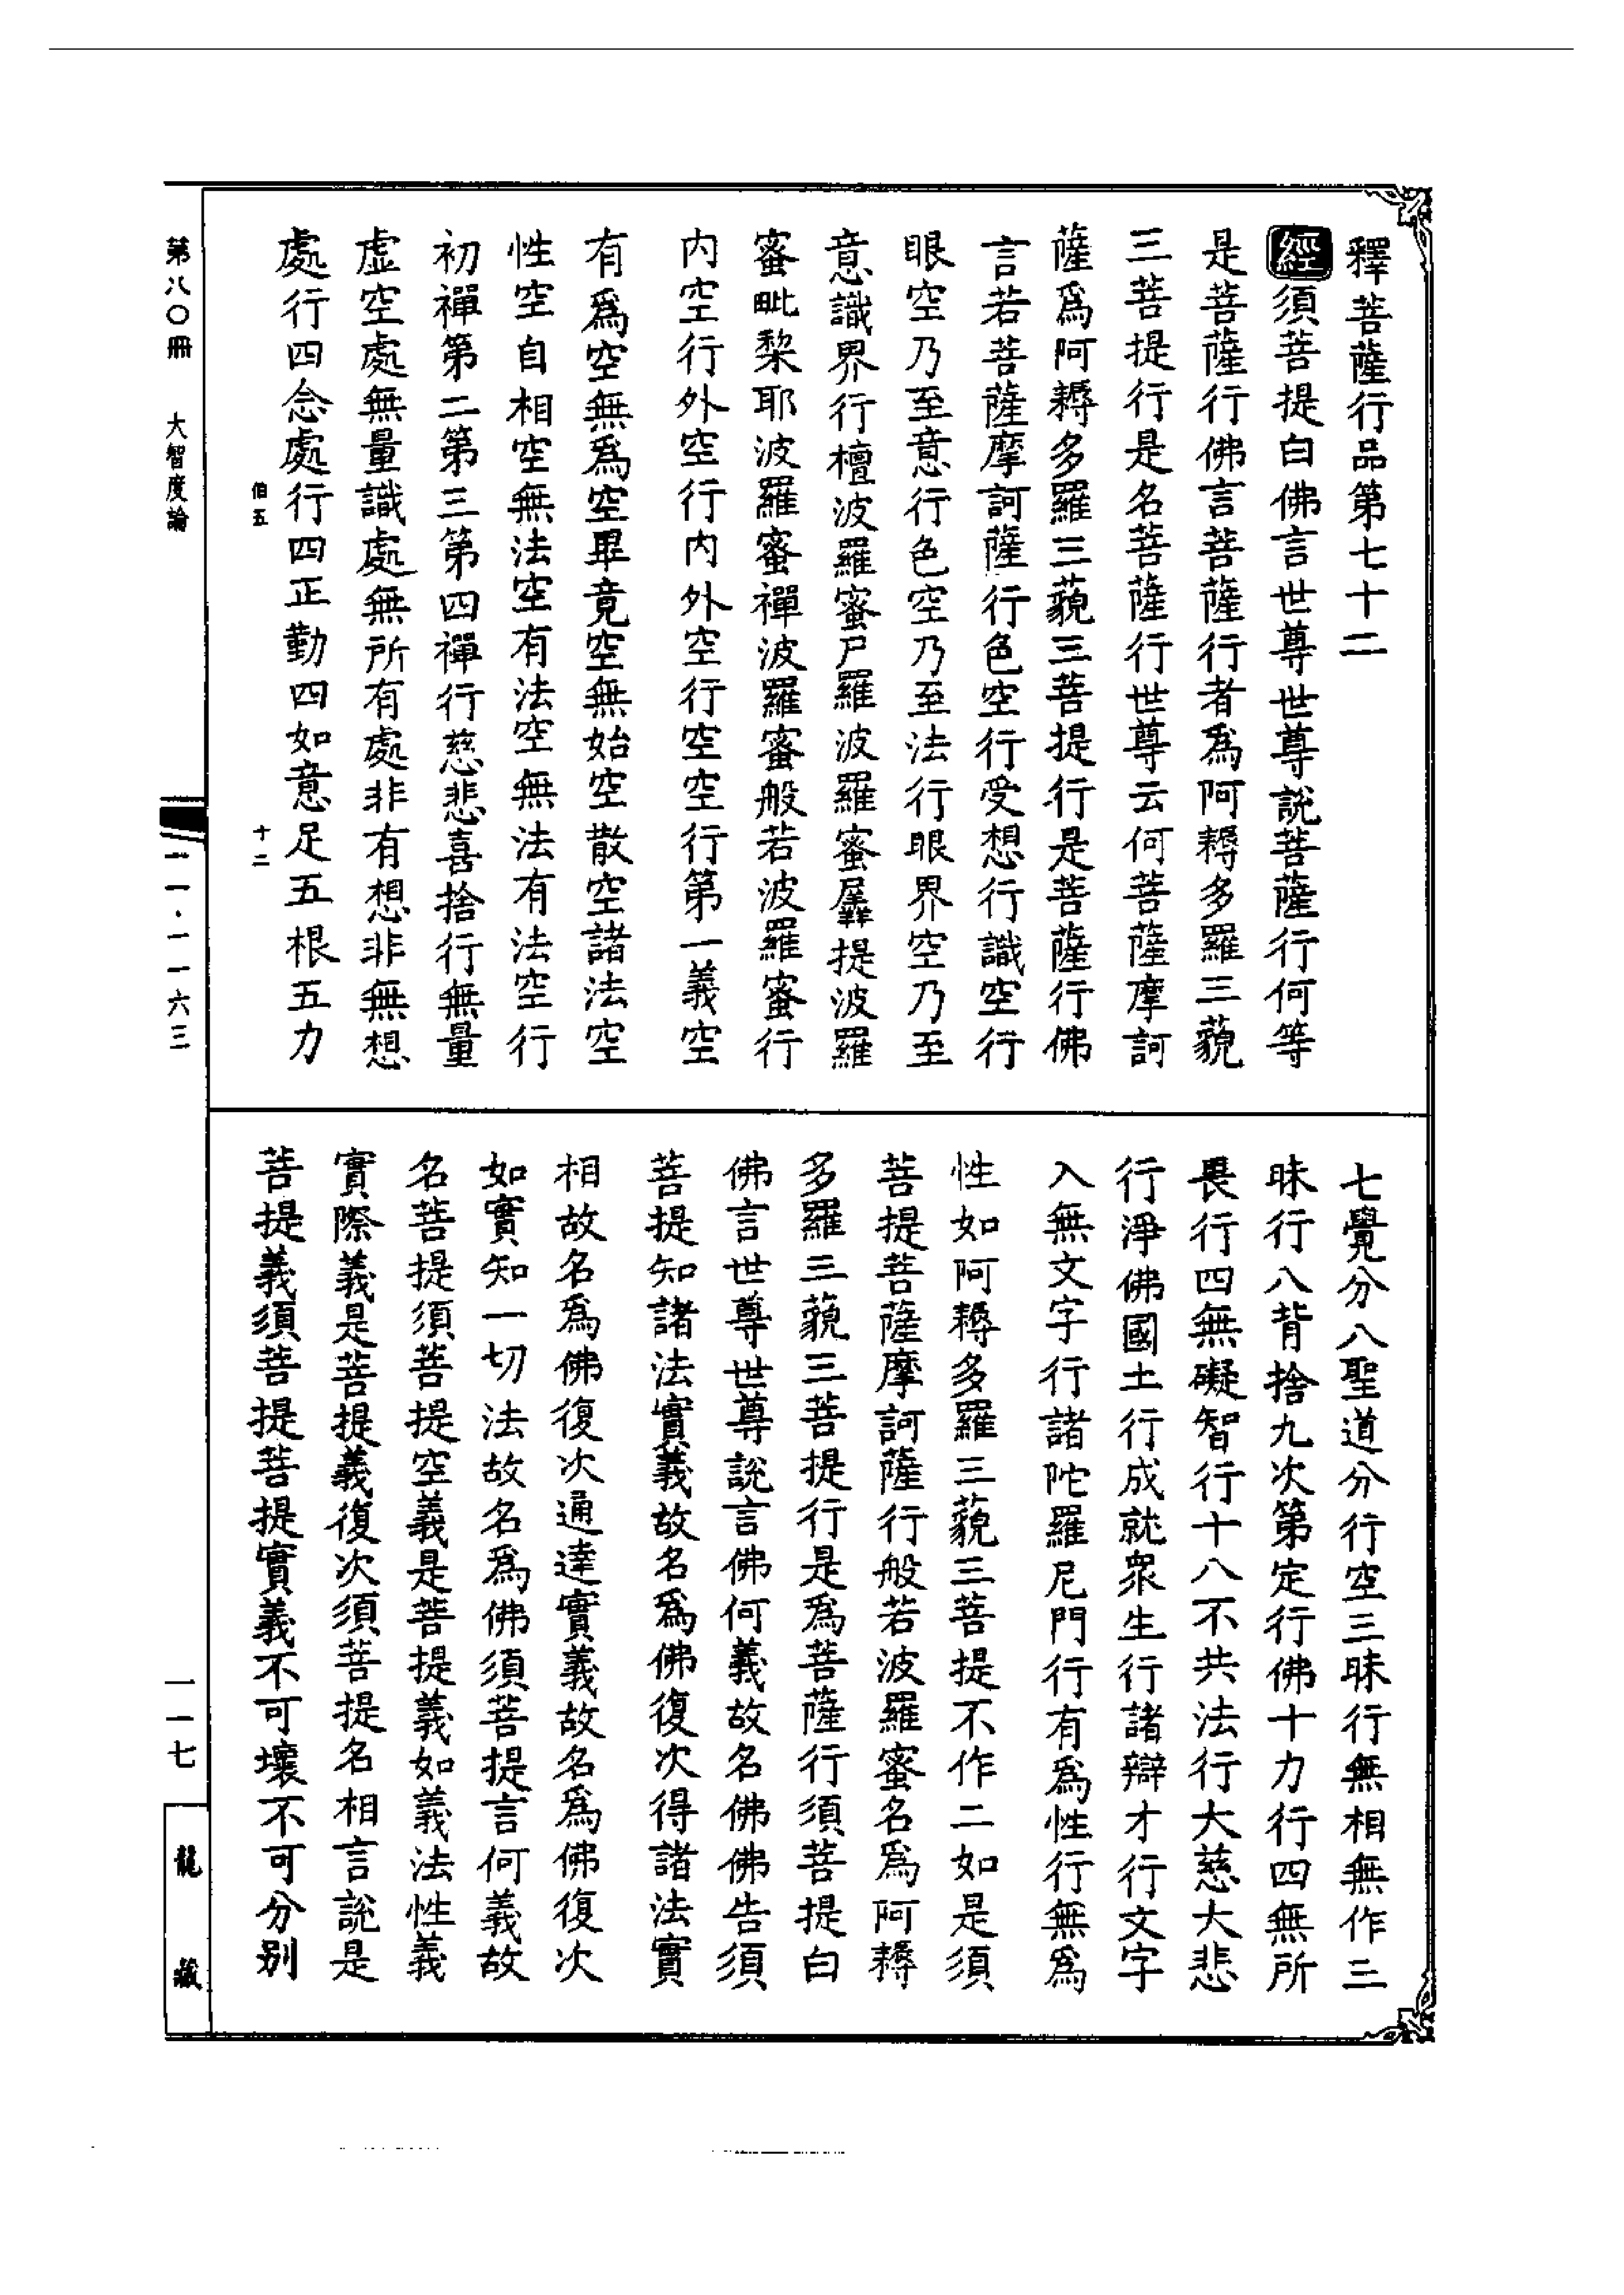 釋菩薩行品第七十二
經須菩提白佛言世尊世尊說菩薩行何等
是菩薩行佛言菩薩行者為阿耨多羅三藐
三菩提行是名菩薩行世尊云何菩薩摩訶
薩為阿耨多羅三藐三菩提行是菩薩行佛
言若菩薩摩訶薩行色空行受想行識空行
眼空乃至意行色空乃至法行眼界空乃至
意識界行檀波羅蜜尸羅波羅蜜羼提波羅
蜜毗黎耶波羅蜜禪波羅蜜般若波羅蜜行
內空行外空行內外空行空空行第一義空
有為空無為空畢竟空無始空散空諸法空
性空自相空無法空有法空無法有法空行
初禪第二第三第四禪行慈悲喜捨行無量
虛空處無量識處無所有處非有想非無想
處行四念處行四正勤四如意足五根五力
七覺分八聖道分行空三昧行無相無作三
昧行八背捨九次第定行佛十力行四無所
畏行四無礙智行十八不共法行大慈大悲
行淨佛國土行成就眾生行諸辯才行文字
入無文字行諸陀羅尼門行有為性行無為
性如阿耨多羅三藐三菩提不作二如是須
菩提菩薩摩訶薩行般若波羅蜜名為阿耨
多羅三藐三菩提行是為菩薩行須菩提白
佛言世尊世尊說言佛何義故名佛佛告須
菩提知諸法實義故名為佛復次得諸法實
相故名為佛復次通達實義故名為佛復次
如實知一切法故名為佛須菩提言何義故
名菩提須菩提空義是菩提義如義法性義
實際義是菩提義復次須菩提名相言說是
菩提義須菩提菩提實義不可壞不可分別
伯五
十二
第八〇冊 大智度論
一一·一一六三
一一七
龍藏